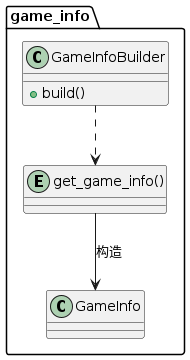 game_info
C GameInfoBuilder
build()
E get_game_info()
构造
C GameInfo